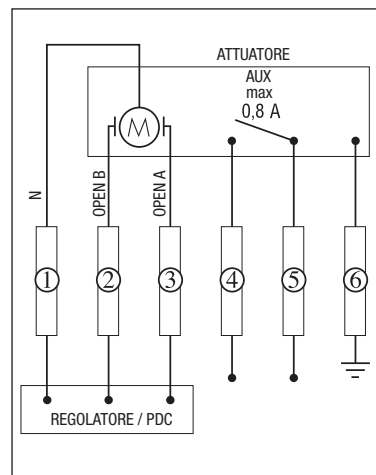 ATTUATORE
AUX
max
0,8 A
M
N
OPEN B
OPEN A
1
2
3
4
5
6
REGOLATORE / PDC